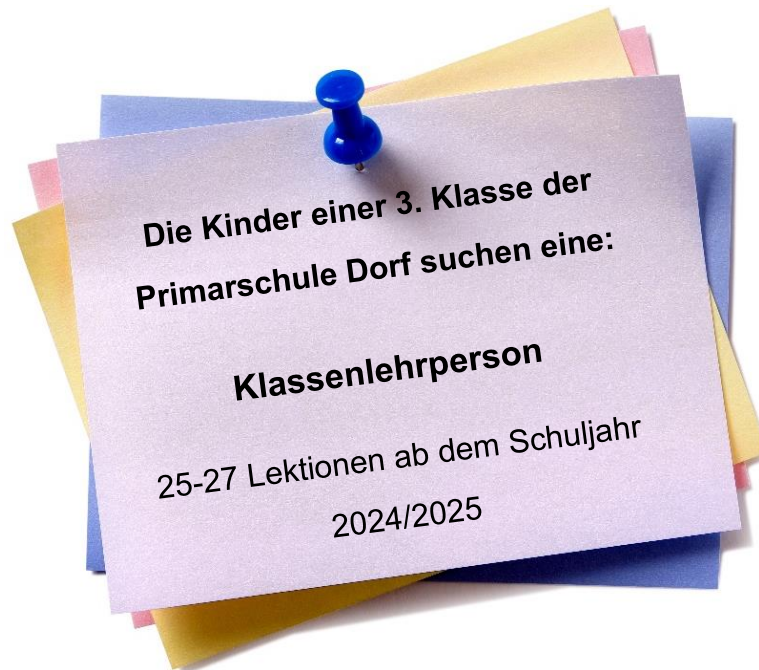 Die Kinder einer 3. Klasse der
Primarschule Dorf suchen eine:
Klassenlehrperson
25-27 Lektionen ab dem Schuljahr
2024/2025